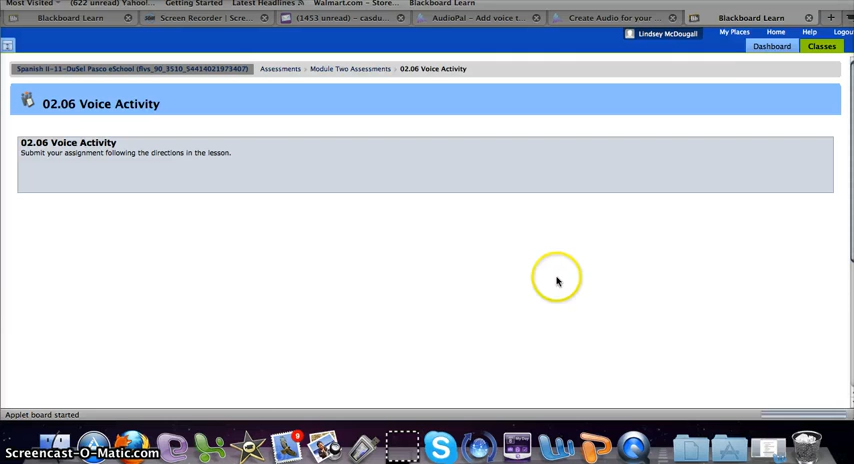 Most Visited (622 unread) Yahoo!... Getting Started Latest Headlines Walmart.com - Store... Blackboard Learn
Blackboard Learn Screen Recorder | Scre... (1453 unread) - casdu... AudioPal - Add voice t... Create Audio for your ... Blackboard Learn
Lindsey McDougall My Places Home Help Logou
Dashboard Classes
Spanish II-11-DuSel Pasco eSchool (flvs_90_3510_54414021973407) Assessments > Module Two Assessments > 02.06 Voice Activity
02.06 Voice Activity
02.06 Voice Activity
Submit your assignment following the directions in the lesson.
Applet board started
9
My Day
Screencast-O-Matic.com